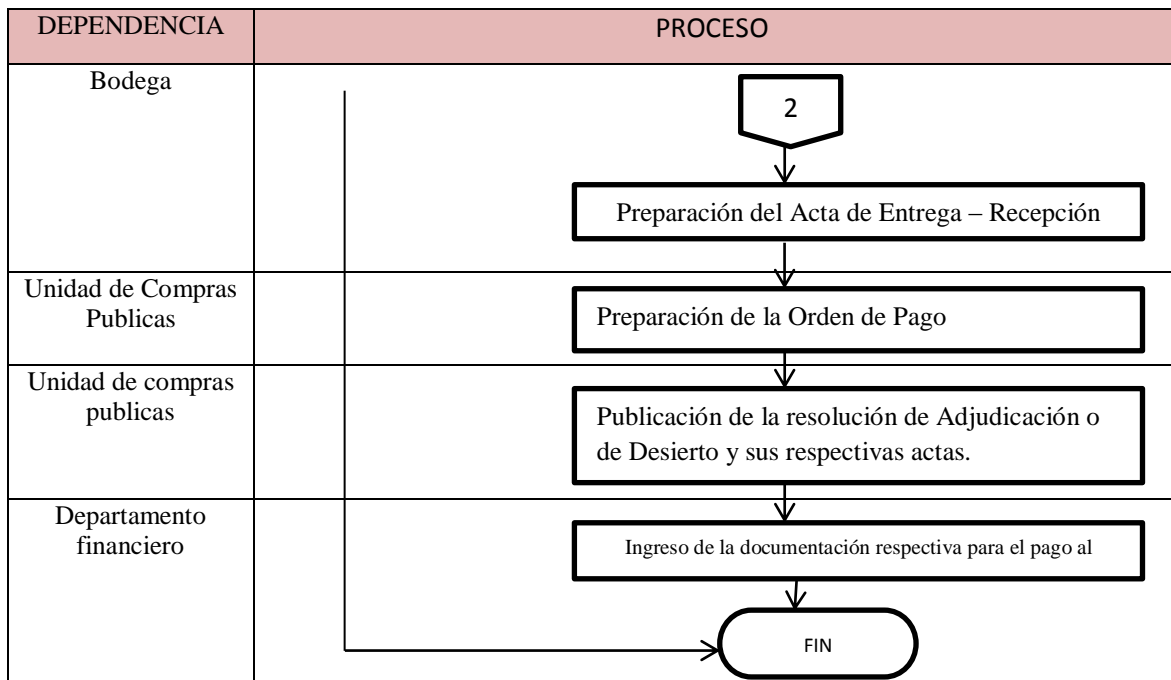 DEPENDENCIA
PROCESO
Bodega
2
Preparación del Acta de Entrega – Recepción
Unidad de Compras
Publicas
Preparación de la Orden de Pago
Unidad de compras
publicas
Publicación de la resolución de Adjudicación o
de Desierto y sus respectivas actas.
Departamento
financiero
Ingreso de la documentación respectiva para el pago al
FIN